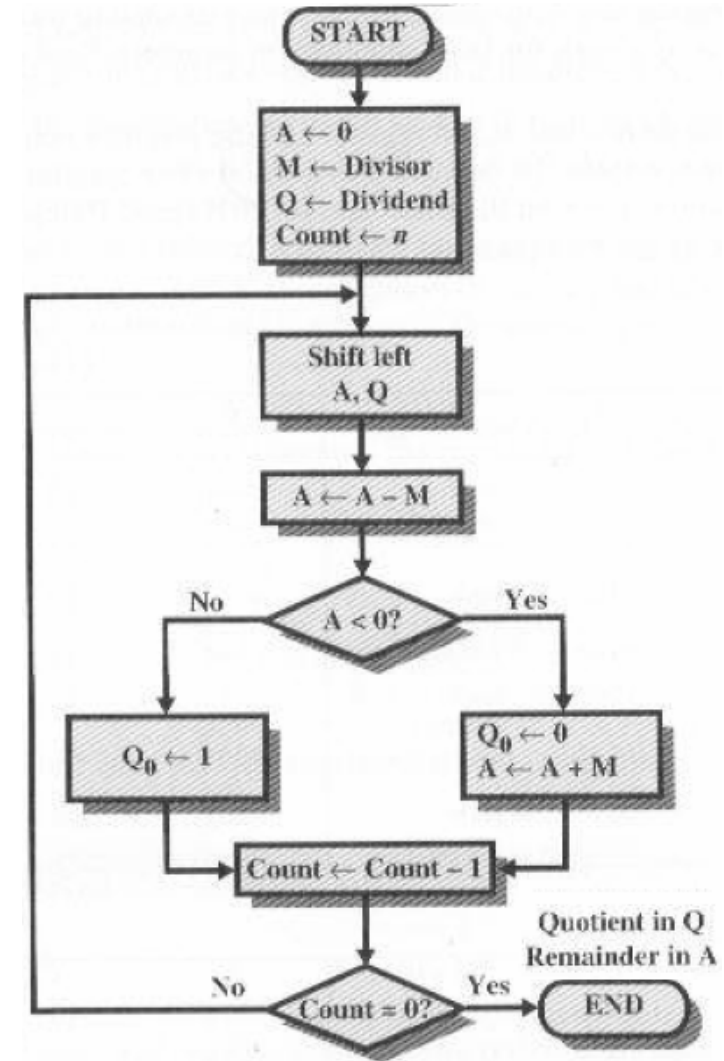 START
A ← 0
M ← Divisor
Q ← Dividend
Count ← n
Shift left
A, Q
A ← A − M
No
Yes
A < 0?
Q₀ ← 1
Q₀ ← 0
A ← A + M
Count ← Count − 1
Quotient in Q
Remainder in A
No
Yes
Count = 0?
END